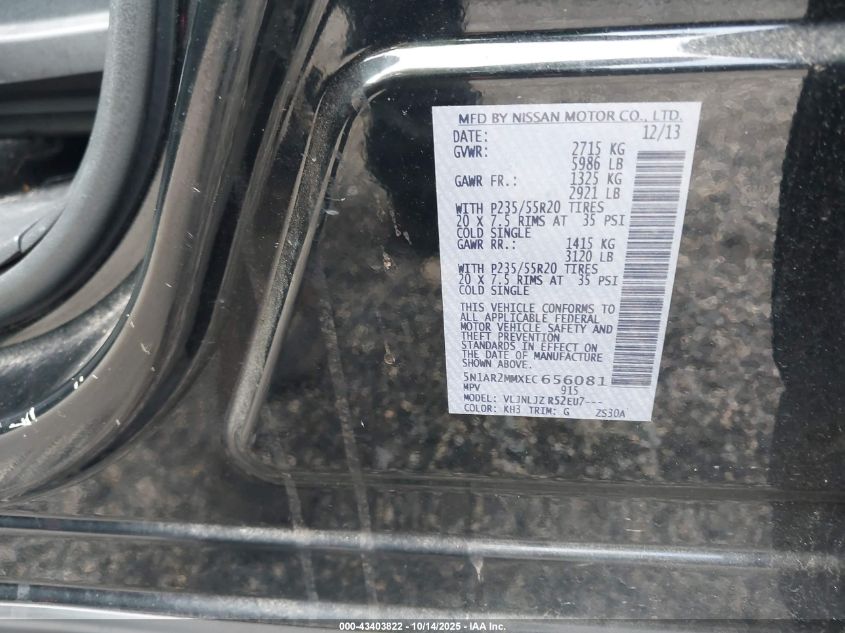 MFD BY NISSAN MOTOR CO., LTD.
DATE: 12/13
GVWR: 2715 KG
5986 LB
GAWR FR.: 1325 KG
2921 LB
WITH P235/55R20 TIRES
20 X 7.5 RIMS AT 35 PSI
COLD SINGLE
GAWR RR.: 1415 KG
3120 LB
WITH P235/55R20 TIRES
20 X 7.5 RIMS AT 35 PSI
COLD SINGLE
THIS VEHICLE CONFORMS TO
ALL APPLICABLE FEDERAL
MOTOR VEHICLE SAFETY AND
THEFT PREVENTION
STANDARDS IN EFFECT ON
THE DATE OF MANUFACTURE
SHOWN ABOVE.
5N1AR2MMXEC656081
MPV 915
MODEL: VLJNLJZ R52EU7---
COLOR: KH3 TRIM: G ZS30A
000-43403822 - 10/14/2025 - IAA Inc.